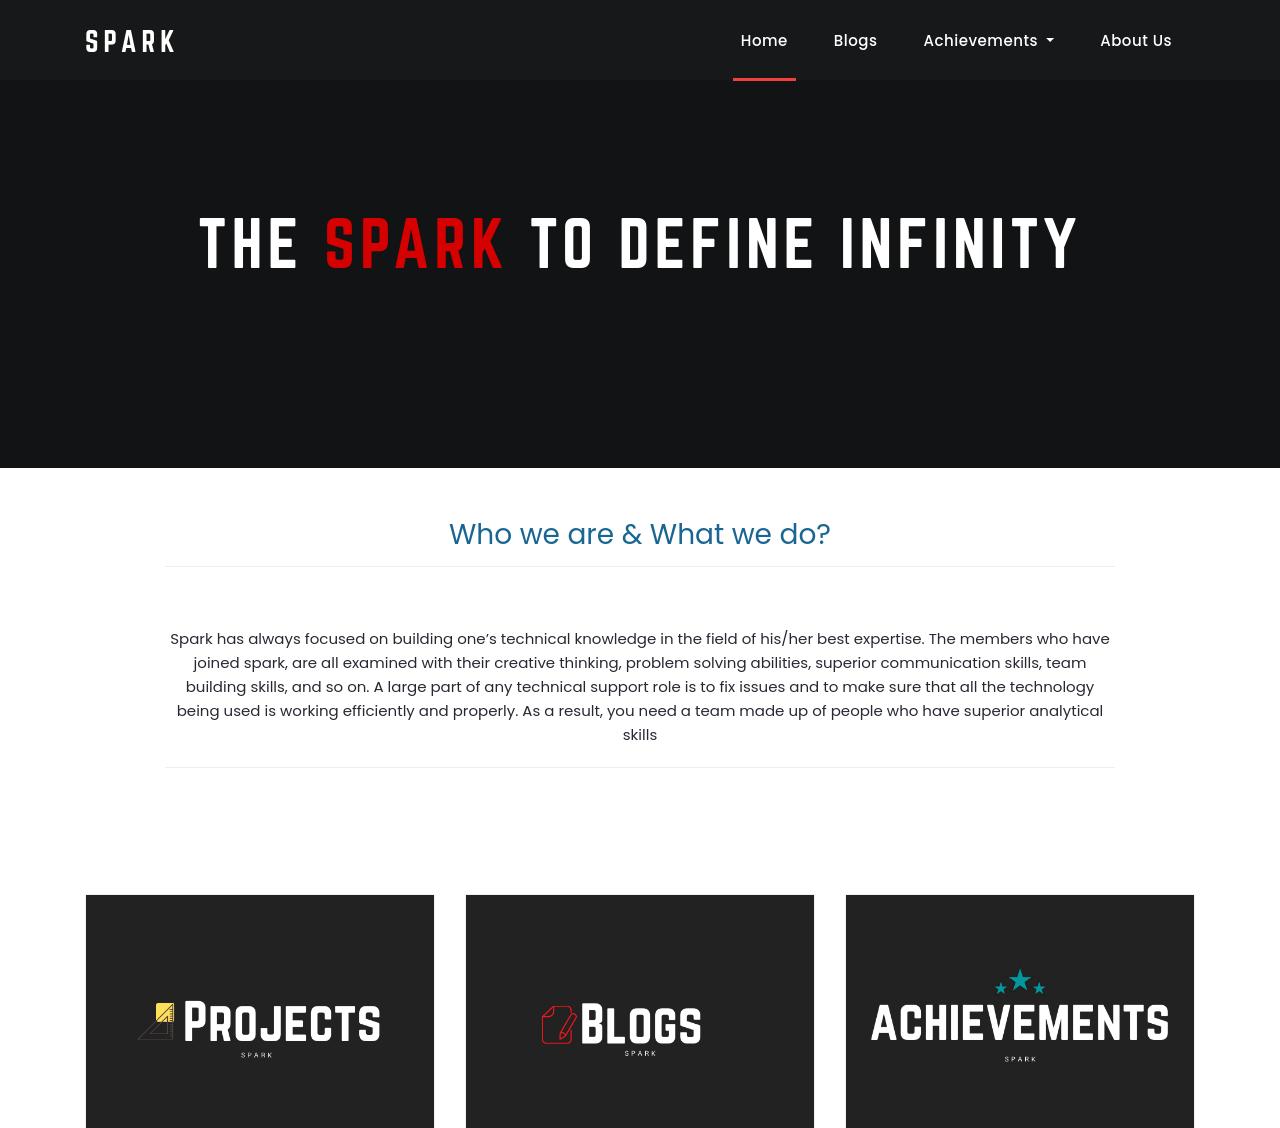 SPARK
Home
Blogs
Achievements
About Us
THE SPARK TO DEFINE INFINITY
Who we are & What we do?
Spark has always focused on building one’s technical knowledge in the field of his/her best expertise. The members who have
joined spark, are all examined with their creative thinking, problem solving abilities, superior communication skills, team
building skills, and so on. A large part of any technical support role is to fix issues and to make sure that all the technology
being used is working efficiently and properly. As a result, you need a team made up of people who have superior analytical
skills
PROJECTS
SPARK
BLOGS
SPARK
ACHIEVEMENTS
SPARK